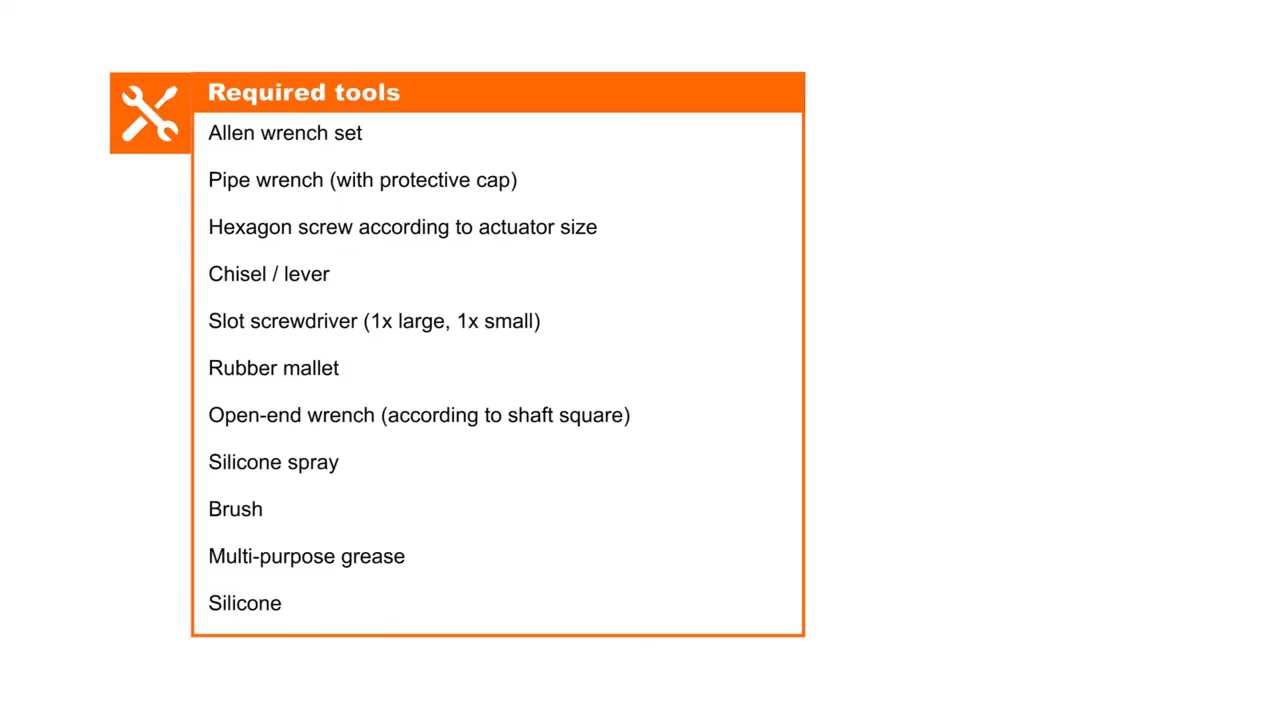 Required tools
Allen wrench set
Pipe wrench (with protective cap)
Hexagon screw according to actuator size
Chisel / lever
Slot screwdriver (1x large, 1x small)
Rubber mallet
Open-end wrench (according to shaft square)
Silicone spray
Brush
Multi-purpose grease
Silicone